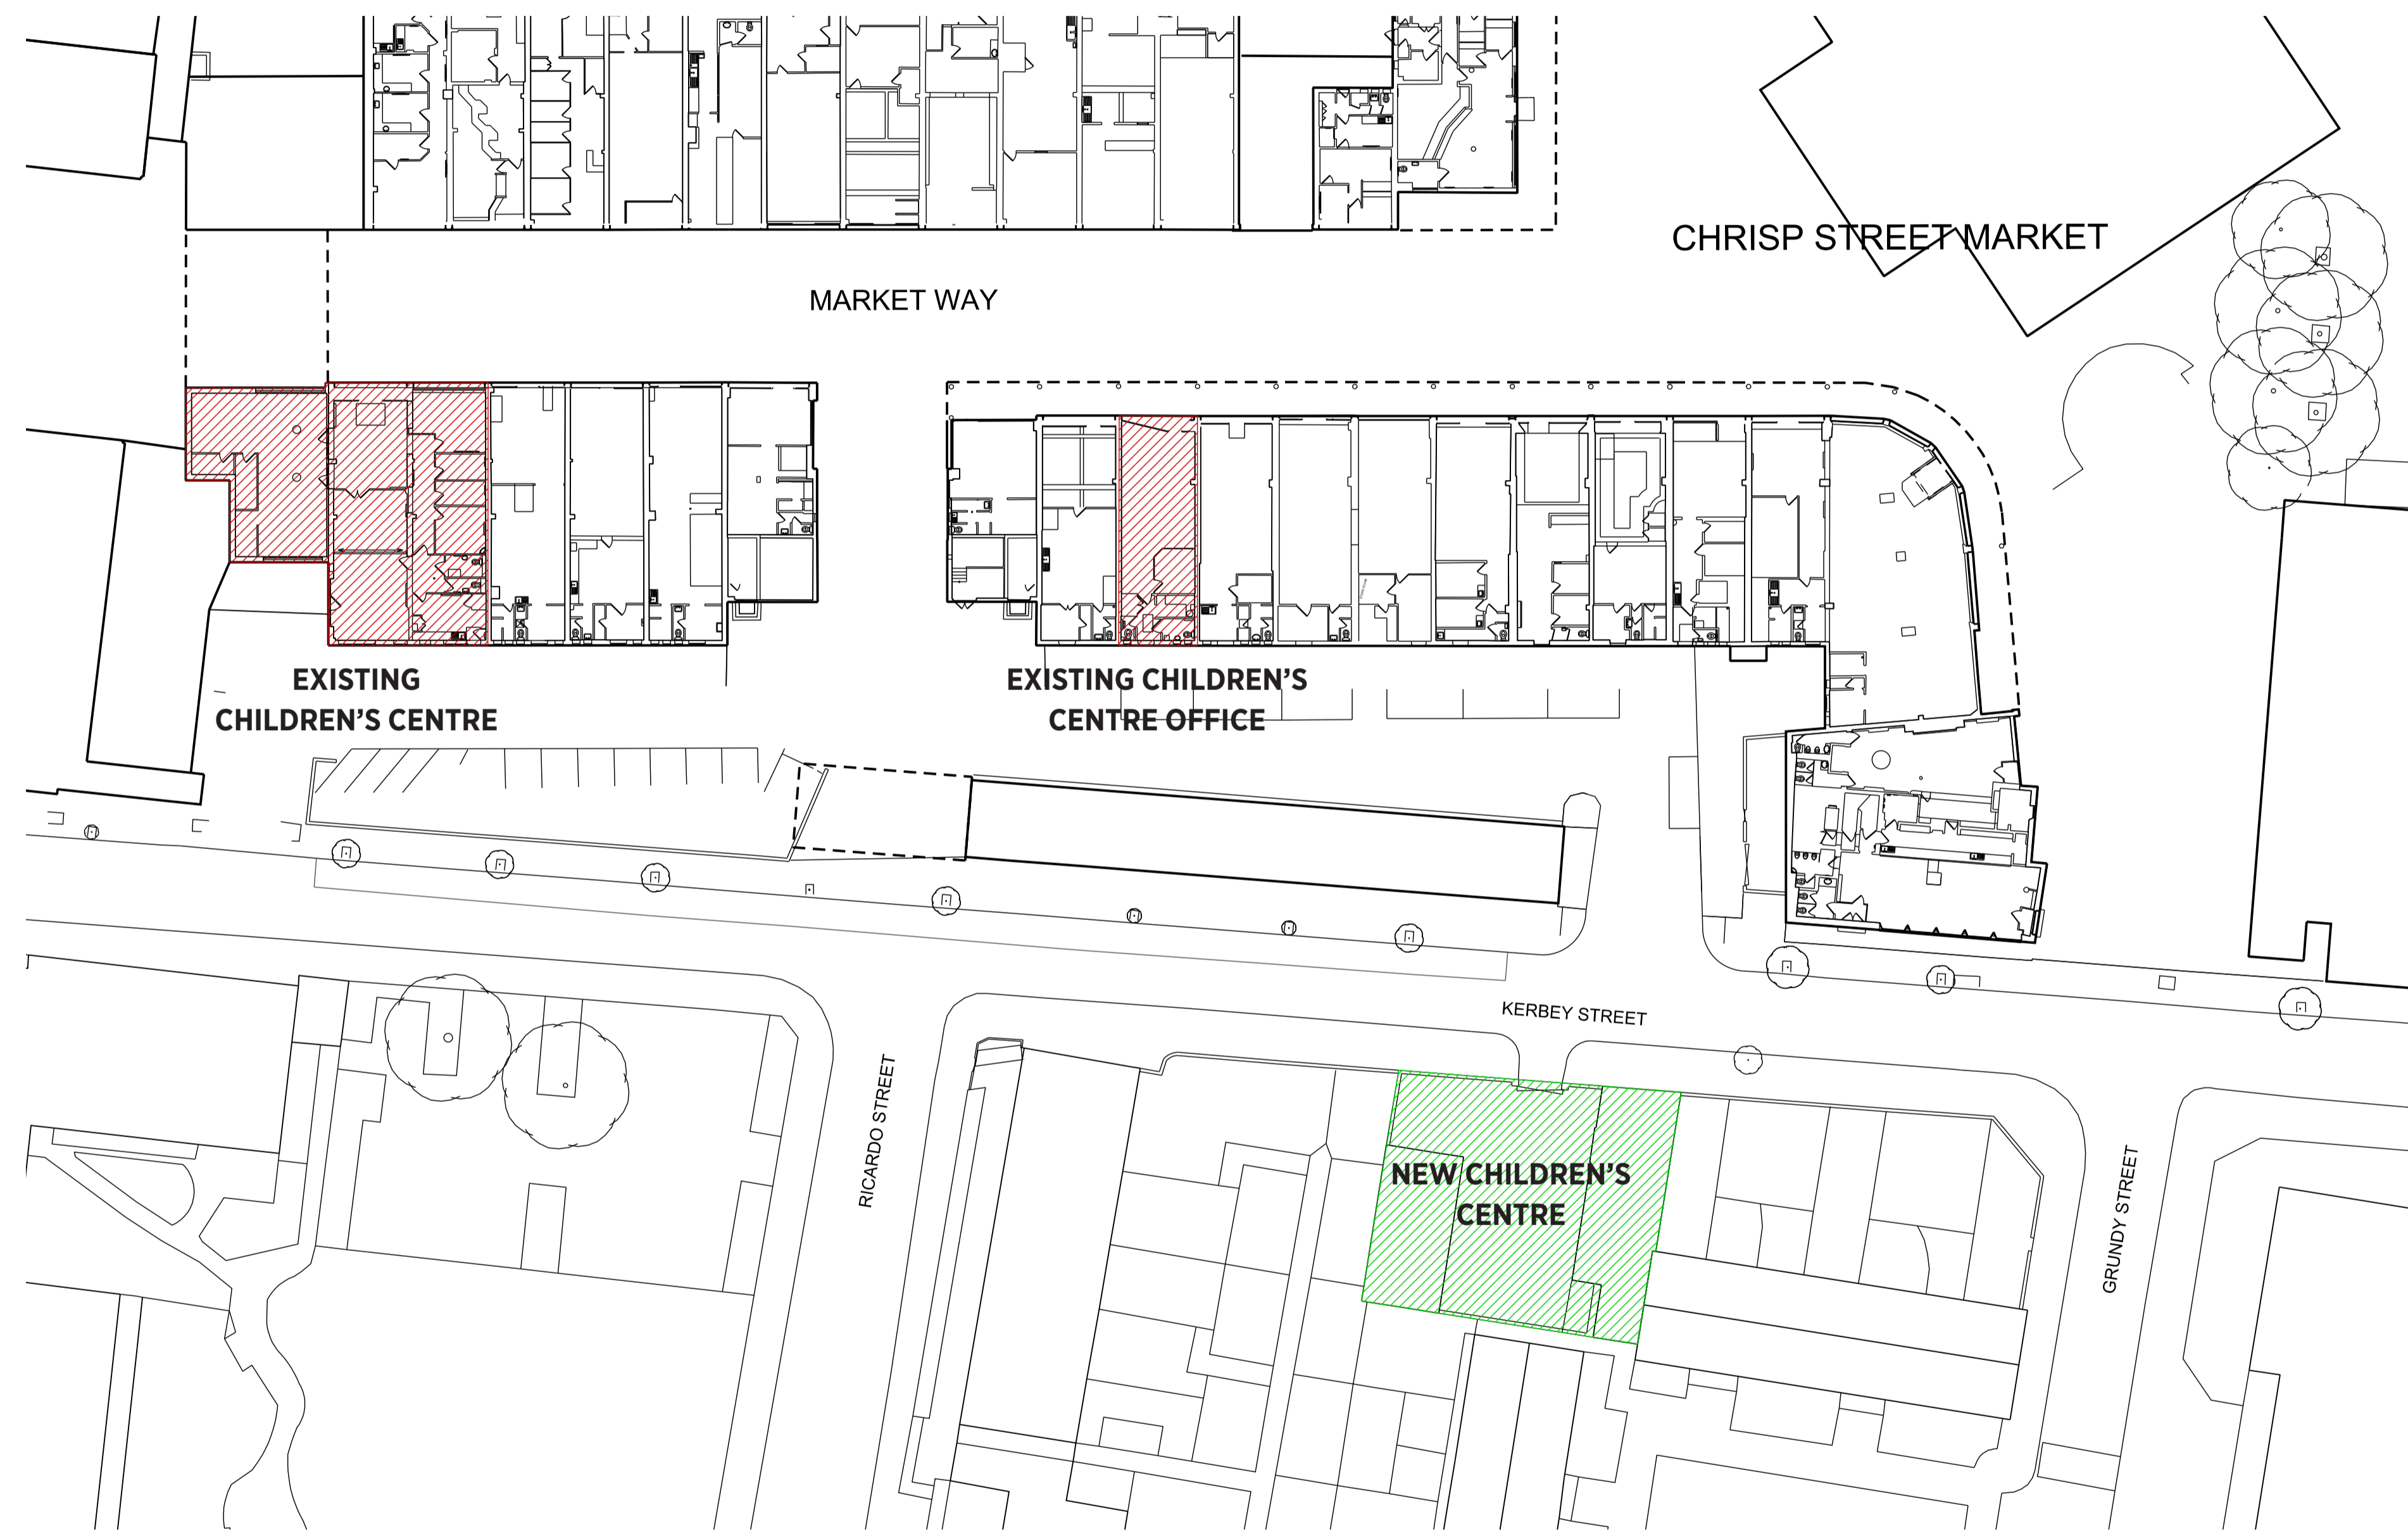 CHRISP STREET MARKET
MARKET WAY
EXISTING
CHILDREN’S CENTRE
EXISTING CHILDREN’S
CENTRE OFFICE
KERBEY STREET
RICARDO STREET
NEW CHILDREN’S
CENTRE
GRUNDY STREET